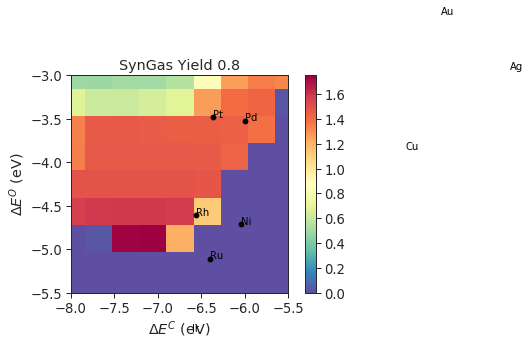 Au
SynGas Yield 0.8
Ag
−3.0
−3.5
−4.0
−4.5
−5.0
−5.5
ΔE^O (eV)
Pt
Pd
Cu
Rh
Ni
Ru
1.6
1.4
1.2
1.0
0.8
0.6
0.4
0.2
0.0
−8.0 −7.5 −7.0 −6.5 −6.0 −5.5
ΔE^C (eV)
Ir